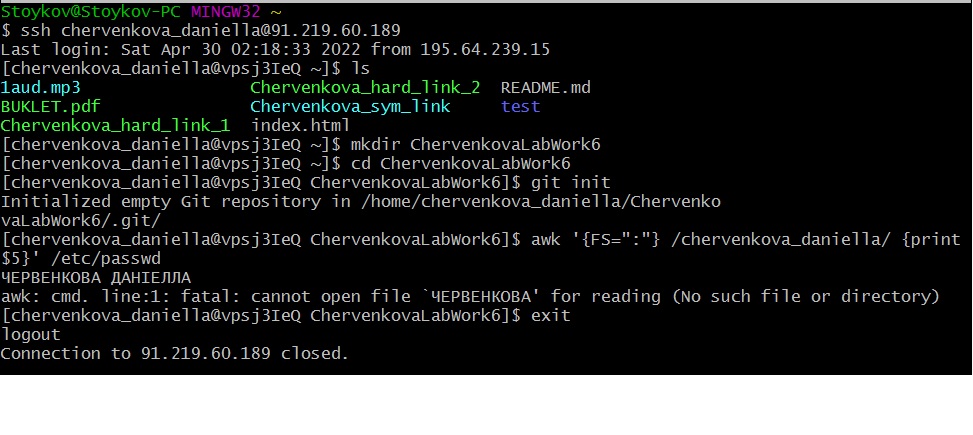 Stoykov@Stoykov-PC MINGW32 ~
$ ssh chervenkova_daniella@91.219.60.189
Last login: Sat Apr 30 02:18:33 2022 from 195.64.239.15
[chervenkova_daniella@vpsj3IeQ ~]$ ls
1aud.mp3 Chervenkova_hard_link_2 README.md
BUKLET.pdf Chervenkova_sym_link test
Chervenkova_hard_link_1 index.html
[chervenkova_daniella@vpsj3IeQ ~]$ mkdir ChervenkovaLabWork6
[chervenkova_daniella@vpsj3IeQ ~]$ cd ChervenkovaLabWork6
[chervenkova_daniella@vpsj3IeQ ChervenkovaLabWork6]$ git init
Initialized empty Git repository in /home/chervenkova_daniella/Chervenko
vaLabWork6/.git/
[chervenkova_daniella@vpsj3IeQ ChervenkovaLabWork6]$ awk '{FS=":"} /chervenkova_daniella/ {print
$5}' /etc/passwd
ЧЕРВЕНКОВА ДАНІЕЛЛА
awk: cmd. line:1: fatal: cannot open file `ЧЕРВЕНКОВА' for reading (No such file or directory)
[chervenkova_daniella@vpsj3IeQ ChervenkovaLabWork6]$ exit
logout
Connection to 91.219.60.189 closed.